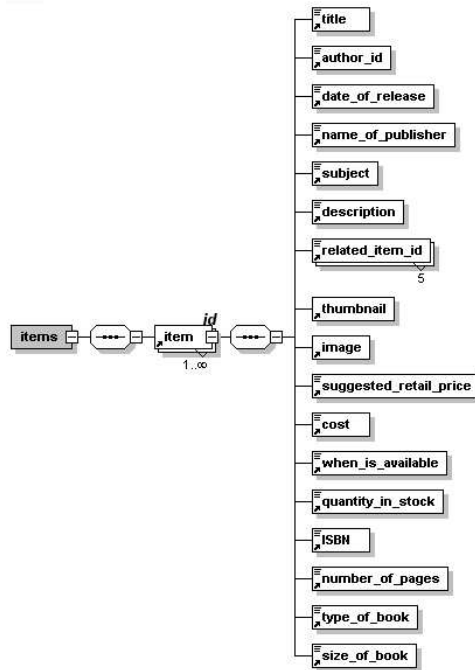 title
author_id
date_of_release
name_of_publisher
subject
description
related_item_id
5
items
item
id
1..∞
thumbnail
image
suggested_retail_price
cost
when_is_available
quantity_in_stock
ISBN
number_of_pages
type_of_book
size_of_book